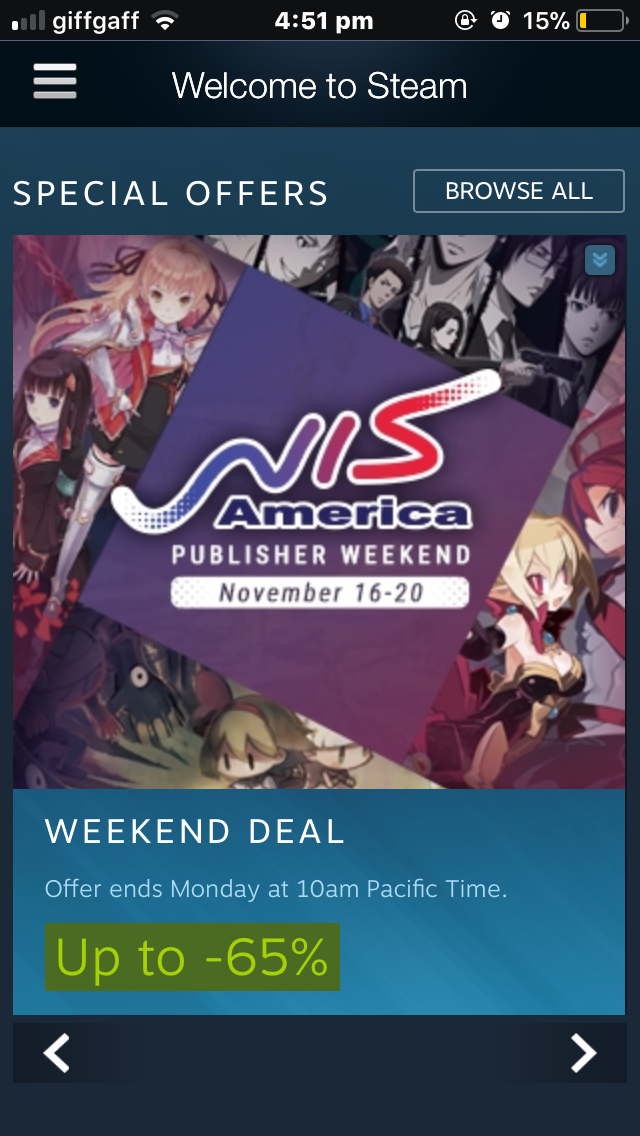 giffgaff 4:51 pm 15%
Welcome to Steam
SPECIAL OFFERS BROWSE ALL
NIS
America
PUBLISHER WEEKEND
November 16-20
WEEKEND DEAL
Offer ends Monday at 10am Pacific Time.
Up to -65%